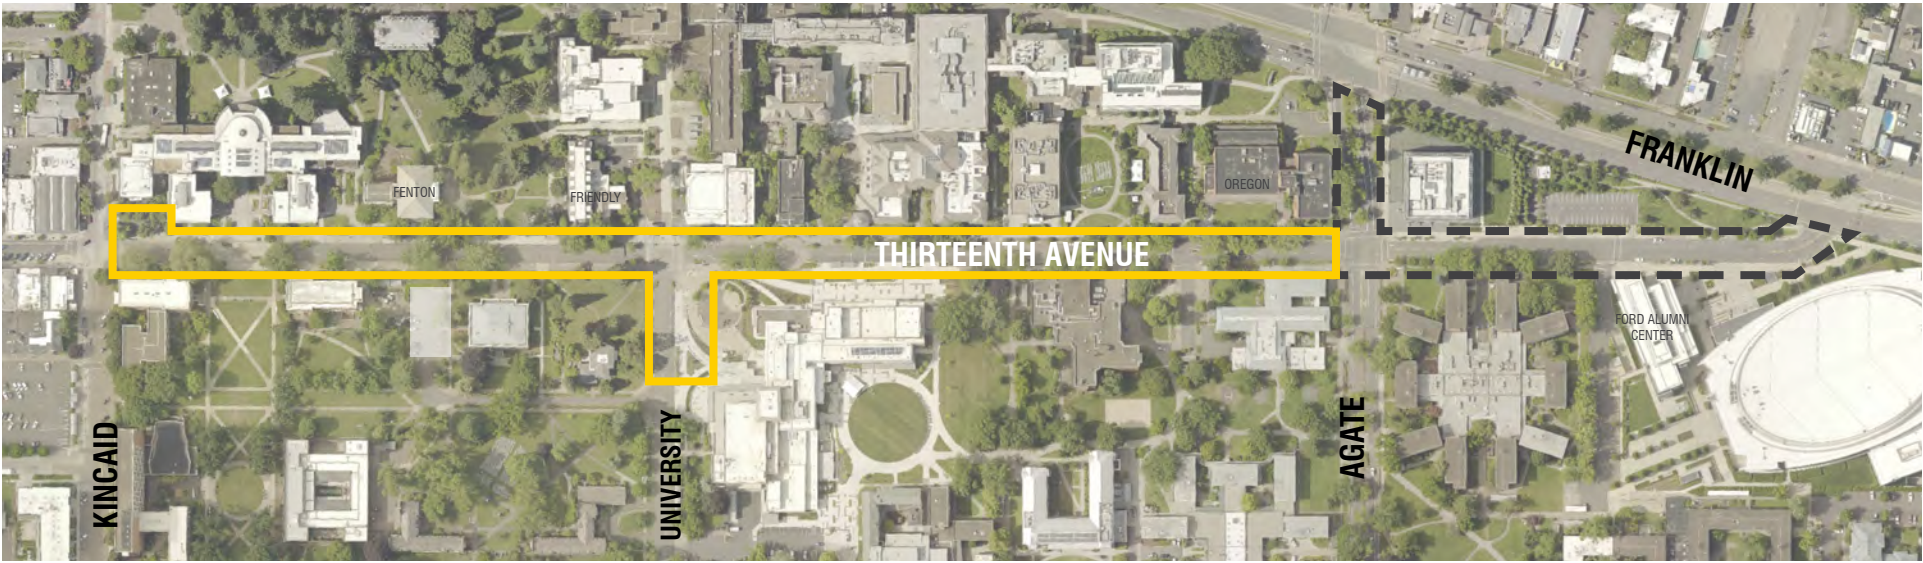 FRANKLIN
FENTON
FRIENDLY
OREGON
THIRTEENTH AVENUE
FORD ALUMNI
CENTER
KINCAID
UNIVERSITY
AGATE